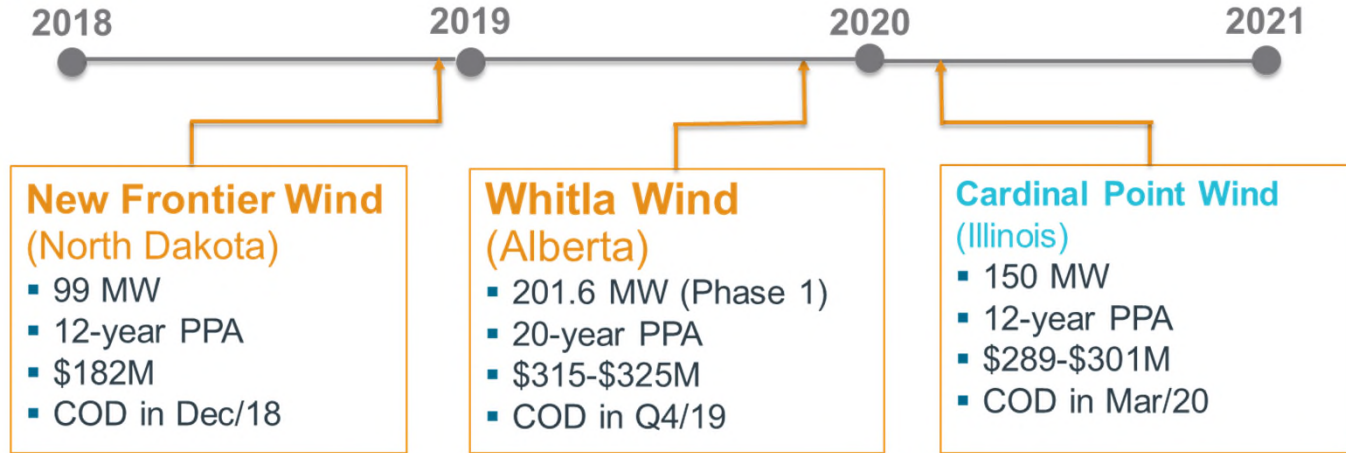 2018
2019
2020
2021
New Frontier Wind
(North Dakota)
▪ 99 MW
▪ 12-year PPA
▪ $182M
▪ COD in Dec/18
Whitla Wind
(Alberta)
▪ 201.6 MW (Phase 1)
▪ 20-year PPA
▪ $315-$325M
▪ COD in Q4/19
Cardinal Point Wind
(Illinois)
▪ 150 MW
▪ 12-year PPA
▪ $289-$301M
▪ COD in Mar/20